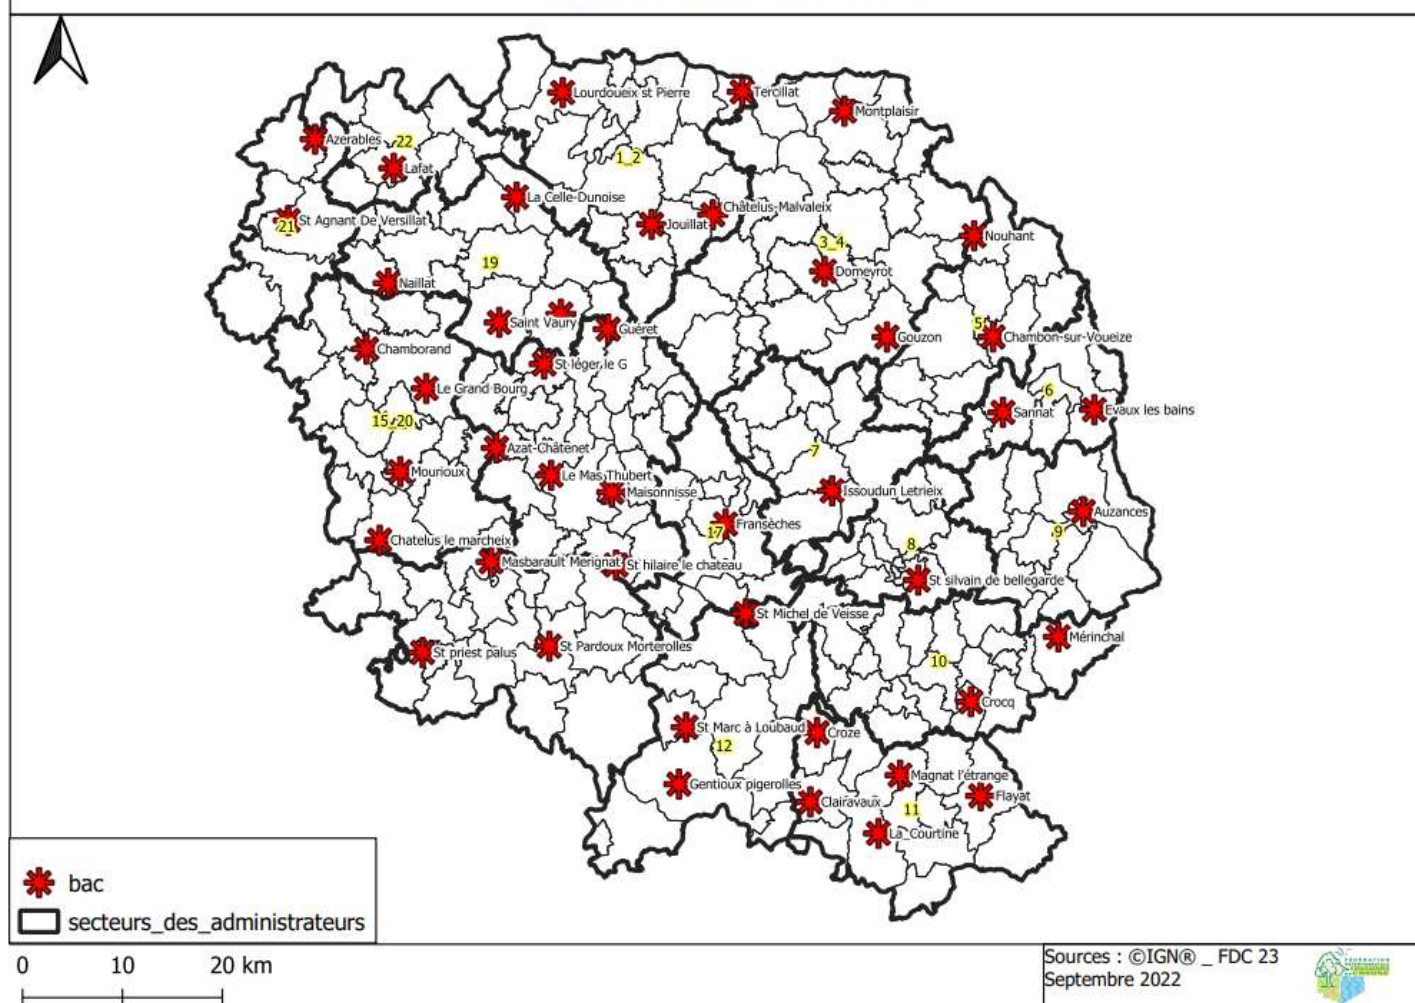 Lourdoueix st Pierre
Tercillat
Montplaisir
Azerables
22
Lafat
1_2
La Celle-Dunoise
Châtelus-Malvaleix
St Agnant De Versillat
21
Jouillat
Nouhant
3_4
19
Domeyrot
Naillat
Saint Vaury
Guéret
5
Gouzon
Chambon-sur-Voueize
Chamborand
St léger le G
Le Grand Bourg
6
Sannat
Evaux les bains
15_20
Azat-Châtenet
7
Mourioux
Le Mas Thubert
Maisonnisse
Issoudun Letrieix
Auzances
Fransèches
17
9
Chatelus le marcheix
8
Masbarault Merignat
St hilaire le chateau
St silvain de bellegarde
St Michel de Veisse
Mérinchal
St priest palus
St Pardoux Morterolles
10
Crocq
St Marc à Loubaud
Croze
12
Magnat l'étrange
Gentioux pigerolles
Flayat
Clairavaux
11
La_Courtine
bac
secteurs_des_administrateurs
0 10 20 km
Sources : ©IGN® _ FDC 23
Septembre 2022